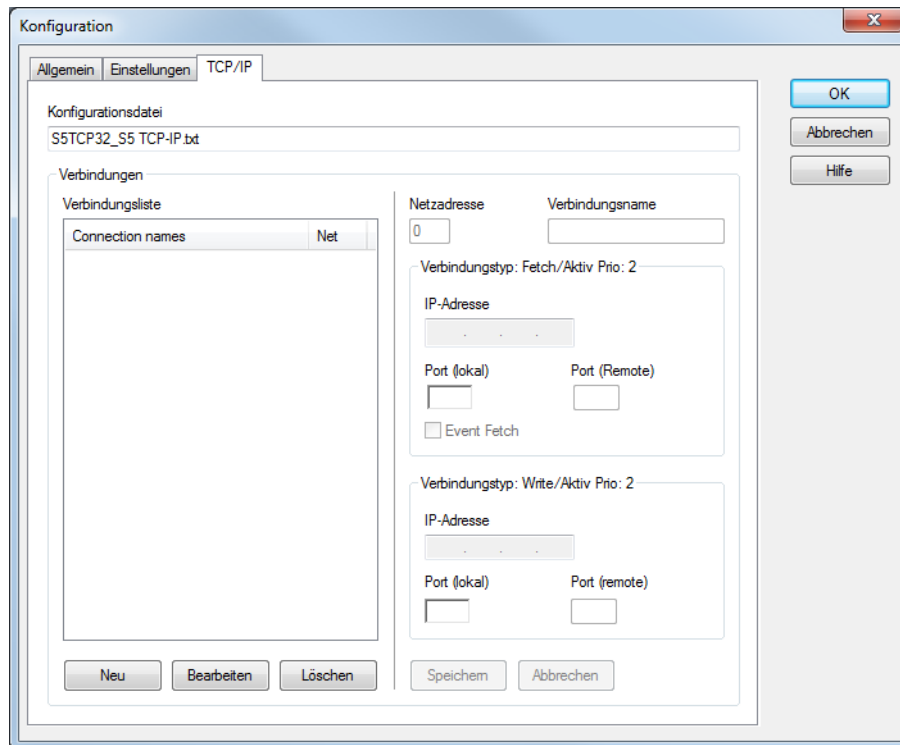 Konfiguration
Allgemein Einstellungen TCP/IP
OK
Abbrechen
Hilfe
Konfigurationsdatei
S5TCP32_S5 TCP-IP.txt
Verbindungen
Verbindungsliste
Connection names Net
Netzadresse Verbindungsname
0
Verbindungstyp: Fetch/Aktiv Prio: 2
IP-Adresse
. . .
Port (lokal) Port (Remote)
Event Fetch
Verbindungstyp: Write/Aktiv Prio: 2
IP-Adresse
. . .
Port (lokal) Port (remote)
Neu Bearbeiten Löschen Speichern Abbrechen